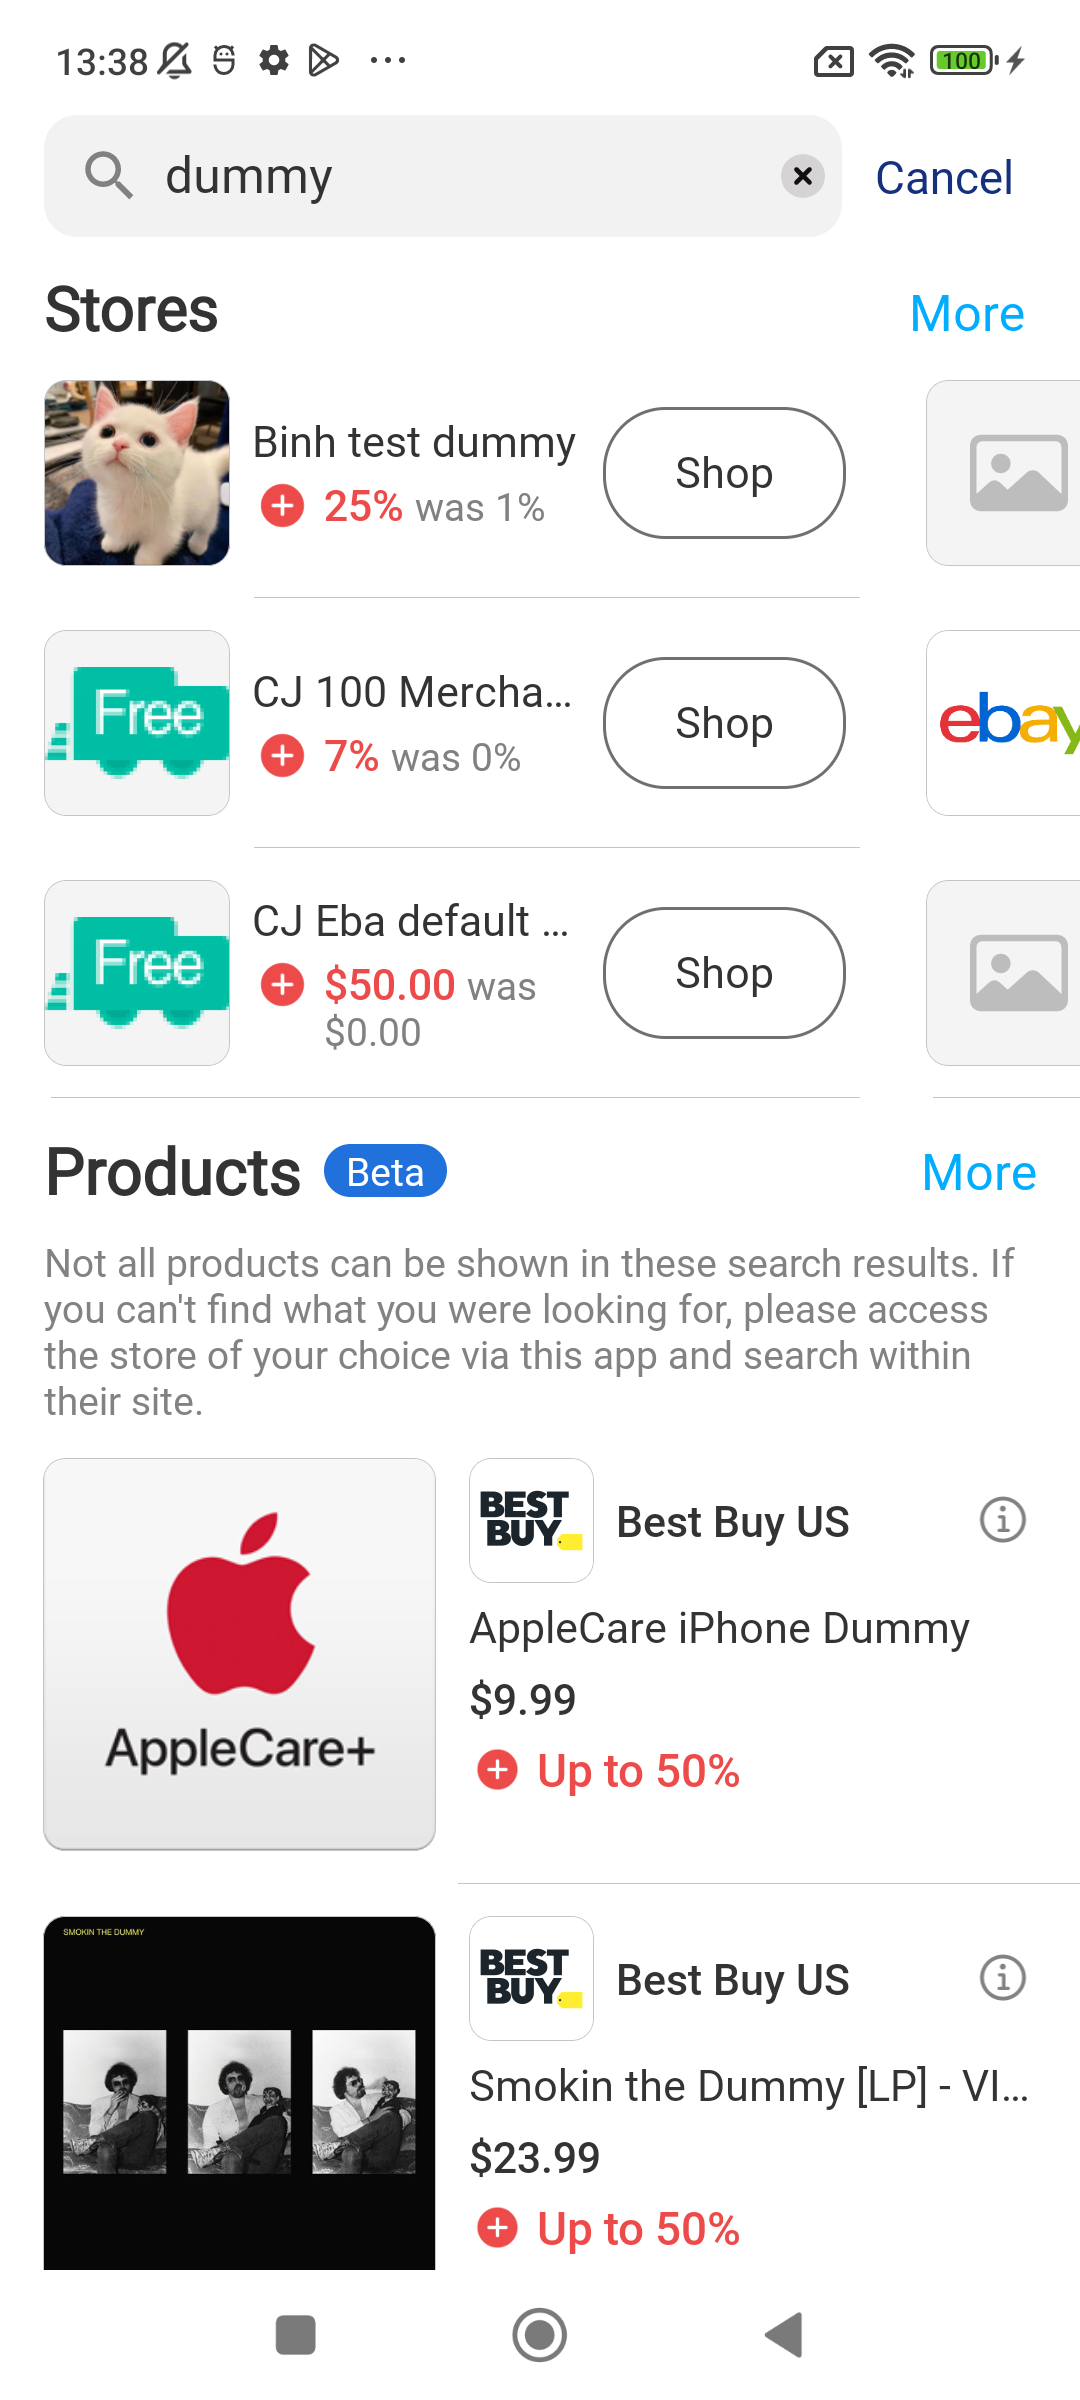 13:38
100
dummy
Cancel
Stores
More
Binh test dummy
25% was 1%
Shop
Free
CJ 100 Mercha...
7% was 0%
Shop
ebay
Free
CJ Eba default ...
$50.00 was
$0.00
Shop
Products
Beta
More
Not all products can be shown in these search results. If
you can't find what you were looking for, please access
the store of your choice via this app and search within
their site.
AppleCare+
BEST
BUY
Best Buy US
AppleCare iPhone Dummy
$9.99
Up to 50%
SMOKIN THE DUMMY
BEST
BUY
Best Buy US
Smokin the Dummy [LP] - VI...
$23.99
Up to 50%